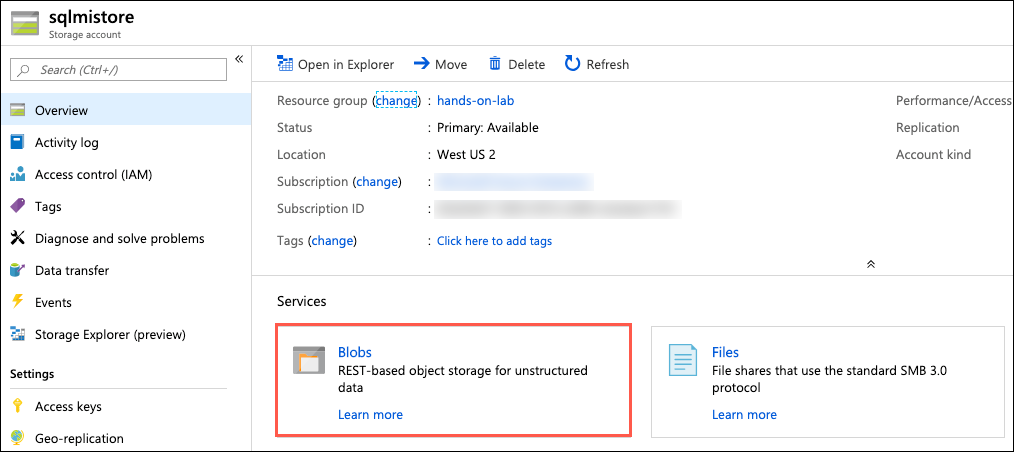 sqlmistore
Storage account
Search (Ctrl+/)
«
Overview
Activity log
Access control (IAM)
Tags
Diagnose and solve problems
Data transfer
Events
Storage Explorer (preview)
Settings
Access keys
Geo-replication
Open in Explorer Move Delete Refresh
Resource group (change) : hands-on-lab
Status : Primary: Available
Location : West US 2
Subscription (change) :
Subscription ID :
Tags (change) : Click here to add tags
Performance/Access
Replication
Account kind
Services
Blobs
REST-based object storage for unstructured
data
Learn more
Files
File shares that use the standard SMB 3.0
protocol
Learn more